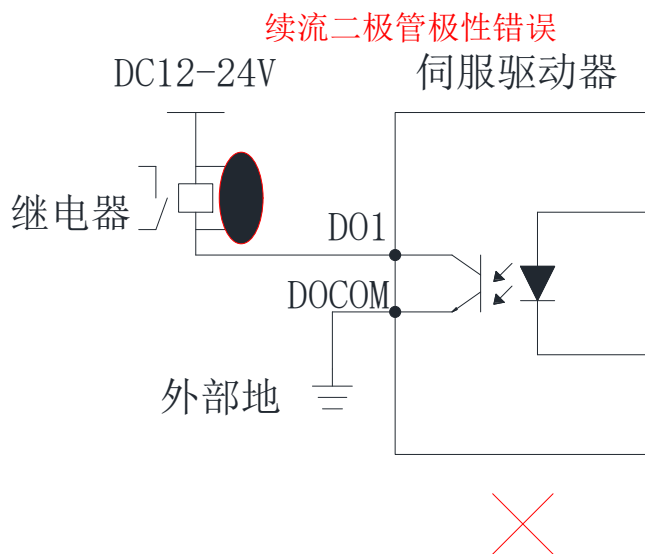 续流二极管极性错误
DC12-24V
伺服驱动器
继电器
DO1
DOCOM
外部地